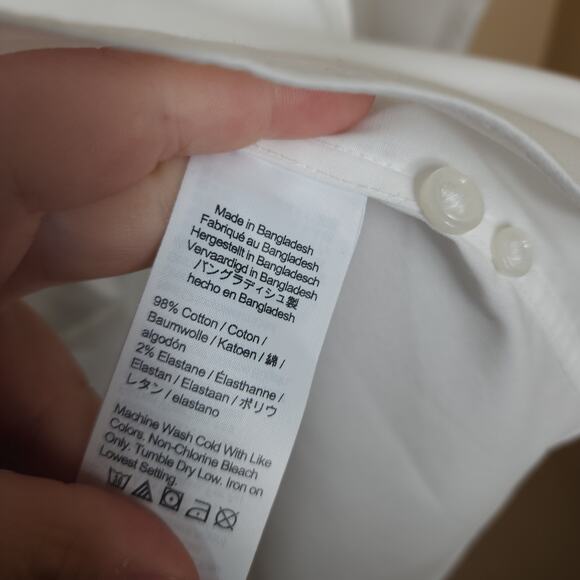 Made in Bangladesh
Fabriqué au Bangladesh
Hergestellt in Bangladesch
Vervaardigd in Bangladesh
バングラディシュ製
hecho en Bangladesh
98% Cotton / Coton /
Baumwolle / Katoen / 綿 /
algodón
2% Elastane / Élasthanne /
Elastan / Elastaan / ポリウ
レタン / elastano
Machine Wash Cold With Like
Colors. Non-Chlorine Bleach
Only. Tumble Dry Low. Iron on
Lowest Setting.